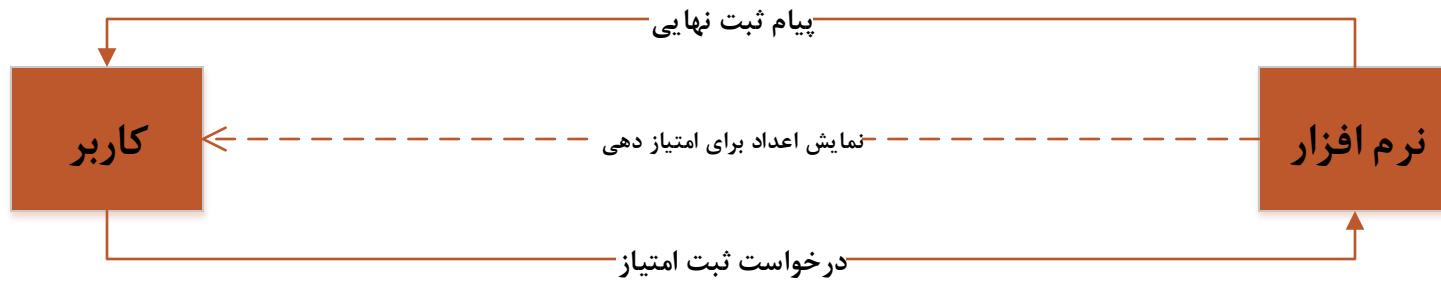 پیام ثبت نهایی
نرم افزار
نمایش اعداد برای امتیاز دهی
کاربر
درخواست ثبت امتیاز